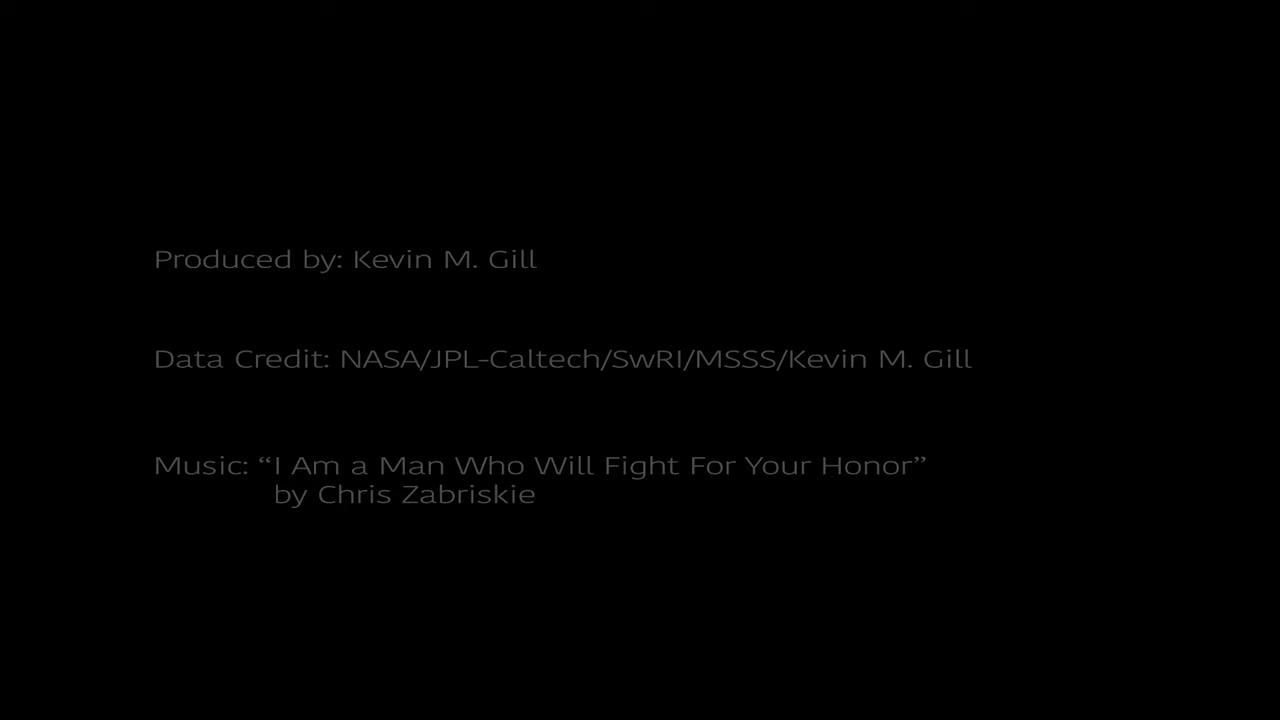 Produced by: Kevin M. Gill
Data Credit: NASA/JPL-Caltech/SwRI/MSSS/Kevin M. Gill
Music: “I Am a Man Who Will Fight For Your Honor”
by Chris Zabriskie